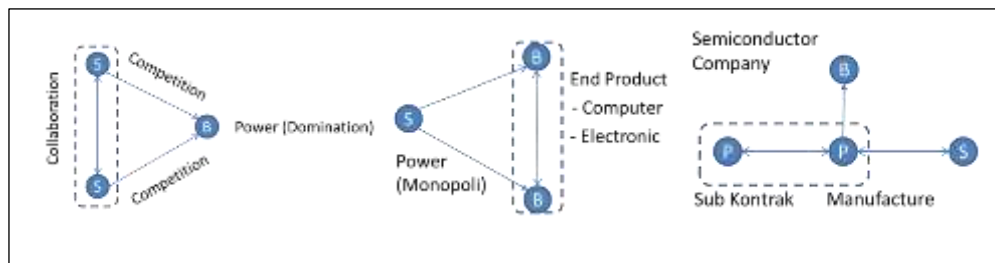 Collaboration
S
S
Competition
Competition
B
Power (Domination)
S
Power
(Monopoli)
B
B
End Product
- Computer
- Electronic
Semiconductor
Company
B
P
P
S
Sub Kontrak
Manufacture